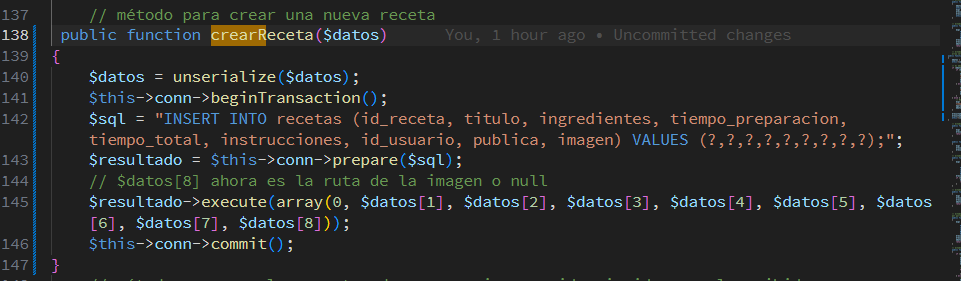 137 // método para crear una nueva receta
138 public function crearReceta($datos) You, 1 hour ago • Uncommitted changes
139 {
140 $datos = unserialize($datos);
141 $this->conn->beginTransaction();
142 $sql = "INSERT INTO recetas (id_receta, titulo, ingredientes, tiempo_preparacion,
tiempo_total, instrucciones, id_usuario, publica, imagen) VALUES (?,?,?,?,?,?,?,?,?);";
143 $resultado = $this->conn->prepare($sql);
144 // $datos[8] ahora es la ruta de la imagen o null
145 $resultado->execute(array(0, $datos[1], $datos[2], $datos[3], $datos[4], $datos[5], $datos
[6], $datos[7], $datos[8]));
146 $this->conn->commit();
147 }